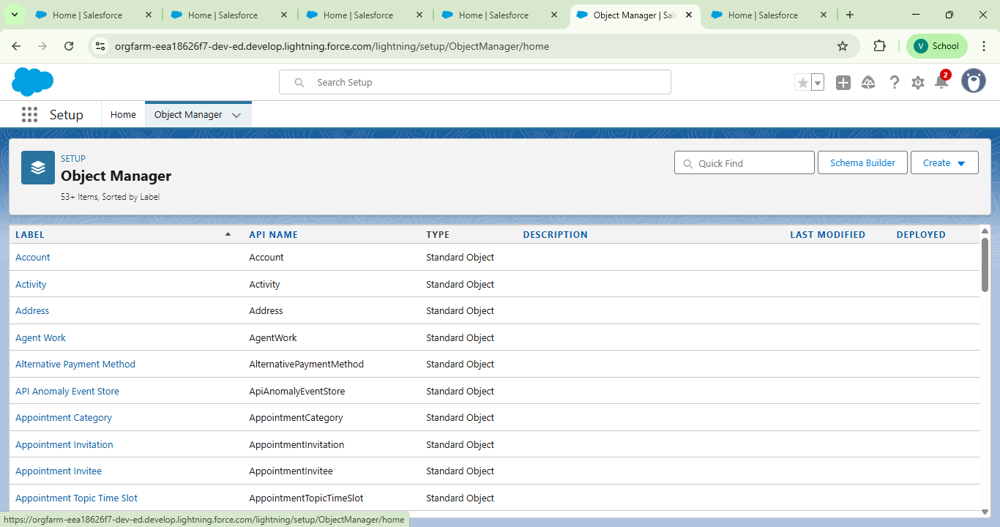 Home | Salesforce
Home | Salesforce
Home | Salesforce
Home | Salesforce
Object Manager | Sal
Home | Salesforce
orgfarm-eea18626f7-dev-ed.develop.lightning.force.com/lightning/setup/ObjectManager/home
V
School
Search Setup
2
Setup
Home
Object Manager
SETUP
Object Manager
53+ Items, Sorted by Label
Quick Find
Schema Builder
Create
LABEL API NAME TYPE DESCRIPTION LAST MODIFIED DEPLOYED
Account Account Standard Object
Activity Activity Standard Object
Address Address Standard Object
Agent Work AgentWork Standard Object
Alternative Payment Method AlternativePaymentMethod Standard Object
API Anomaly Event Store ApiAnomalyEventStore Standard Object
Appointment Category AppointmentCategory Standard Object
Appointment Invitation AppointmentInvitation Standard Object
Appointment Invitee AppointmentInvitee Standard Object
Appointment Topic Time Slot AppointmentTopicTimeSlot Standard Object
https://orgfarm-eea18626f7-dev-ed.develop.lightning.force.com/lightning/setup/ObjectManager/home